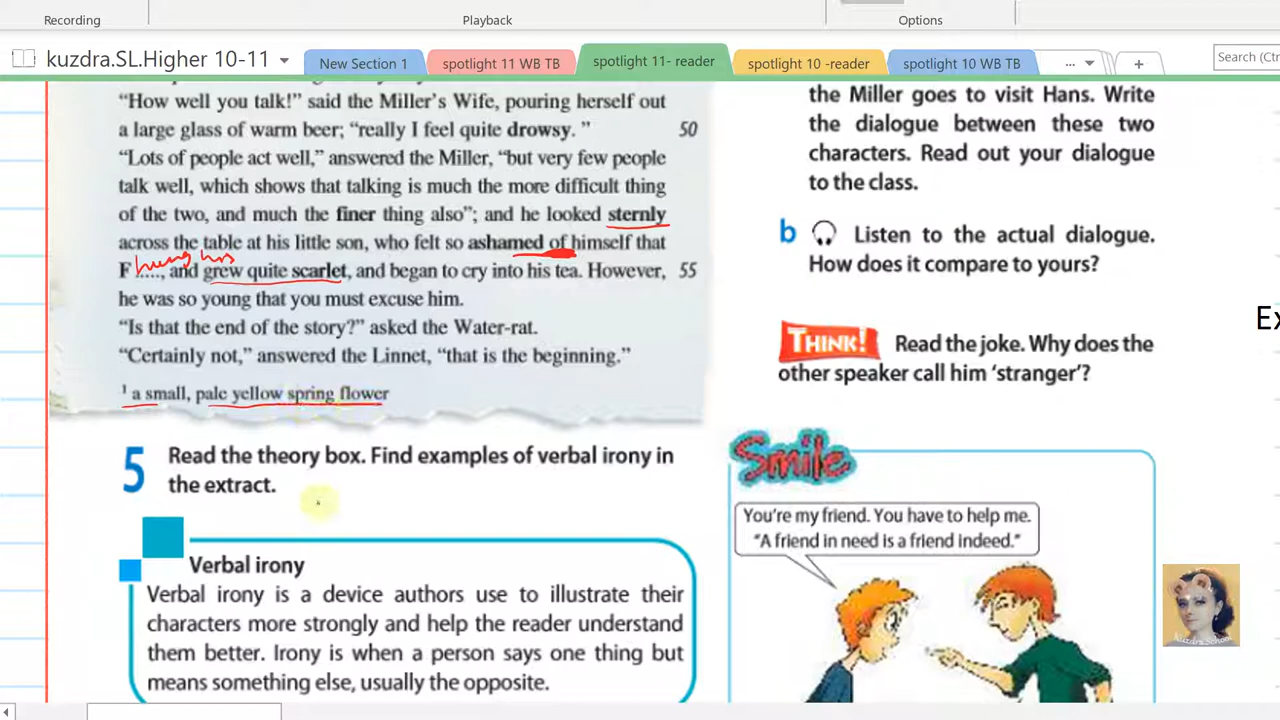 Recording
Playback
Options
kuzdra.SL.Higher 10-11
New Section 1
spotlight 11 WB TB
spotlight 11- reader
spotlight 10 -reader
spotlight 10 WB TB
...
+
Search (Ctr
“How well you talk!” said the Miller’s Wife, pouring herself out
a large glass of warm beer; “really I feel quite drowsy. ” 50
“Lots of people act well,” answered the Miller, “but very few people
talk well, which shows that talking is much the more difficult thing
of the two, and much the finer thing also”; and he looked sternly
across the table at his little son, who felt so ashamed of himself that
hung his
F ...., and grew quite scarlet, and began to cry into his tea. However, 55
he was so young that you must excuse him.
“Is that the end of the story?” asked the Water-rat.
“Certainly not,” answered the Linnet, “that is the beginning.”
¹ a small, pale yellow spring flower
5 Read the theory box. Find examples of verbal irony in
the extract.
Verbal irony
Verbal irony is a device authors use to illustrate their
characters more strongly and help the reader understand
them better. Irony is when a person says one thing but
means something else, usually the opposite.
the Miller goes to visit Hans. Write
the dialogue between these two
characters. Read out your dialogue
to the class.
b Listen to the actual dialogue.
How does it compare to yours?
Ex
THINK! Read the joke. Why does the
other speaker call him ‘stranger’?
Smile
You’re my friend. You have to help me.
“A friend in need is a friend indeed.”
Kuzdra.School